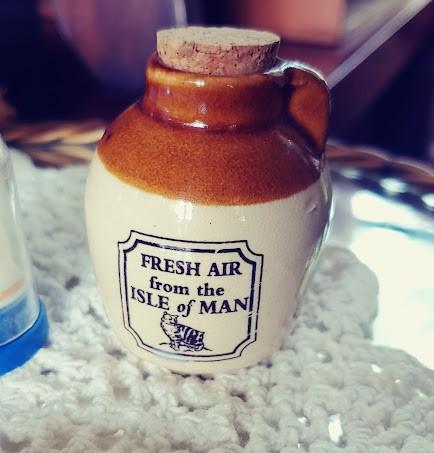 FRESH AIR
from the
ISLE of MAN